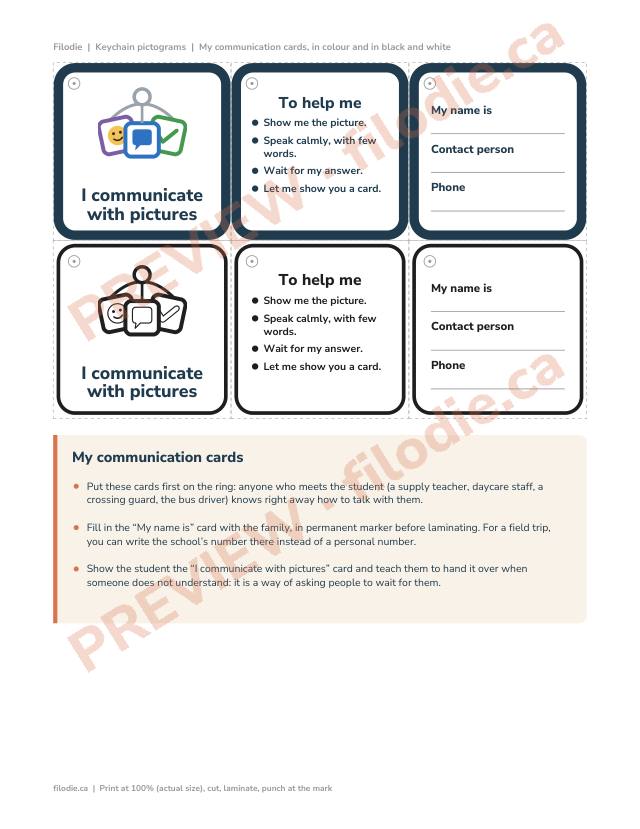 Filodie | Keychain pictograms | My communication cards, in colour and in black and white
I communicate
with pictures
To help me
● Show me the picture.
● Speak calmly, with few
words.
● Wait for my answer.
● Let me show you a card.
My name is
Contact person
Phone
I communicate
with pictures
To help me
● Show me the picture.
● Speak calmly, with few
words.
● Wait for my answer.
● Let me show you a card.
My name is
Contact person
Phone
PREVIEW · filodie.ca
My communication cards
● Put these cards first on the ring: anyone who meets the student (a supply teacher, daycare staff, a
crossing guard, the bus driver) knows right away how to talk with them.
● Fill in the “My name is” card with the family, in permanent marker before laminating. For a field trip,
you can write the school’s number there instead of a personal number.
● Show the student the “I communicate with pictures” card and teach them to hand it over when
someone does not understand: it is a way of asking people to wait for them.
PREVIEW · filodie.ca
filodie.ca | Print at 100% (actual size), cut, laminate, punch at the mark